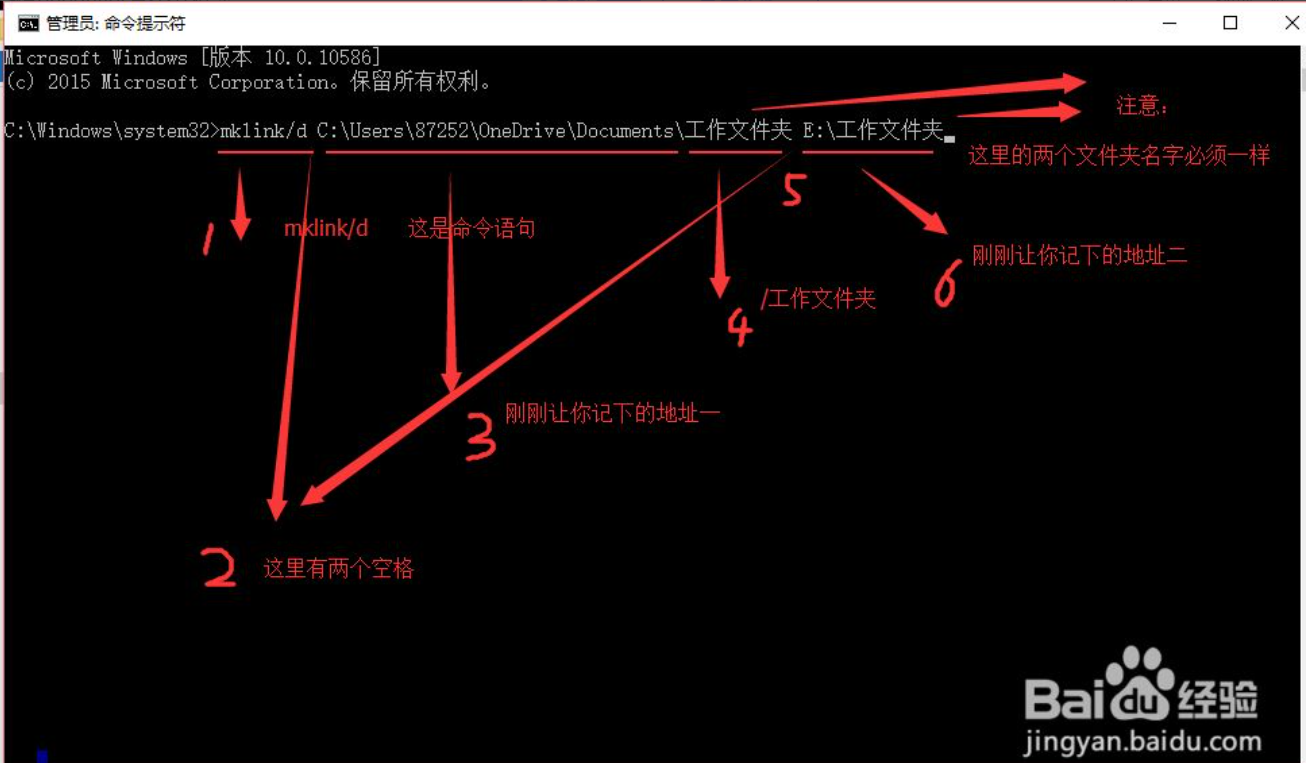 管理员: 命令提示符
Microsoft Windows [版本 10.0.10586]
(c) 2015 Microsoft Corporation。保留所有权利。
C:\Windows\system32>mklink/d C:\Users\87252\OneDrive\Documents\工作文件夹 E:\工作文件夹
注意：
这里的两个文件夹名字必须一样
5
1 mklink/d 这是命令语句
刚刚让你记下的地址二
6
/工作文件夹
4
3 刚刚让你记下的地址一
2 这里有两个空格
Bai du 经验
jingyan.baidu.com